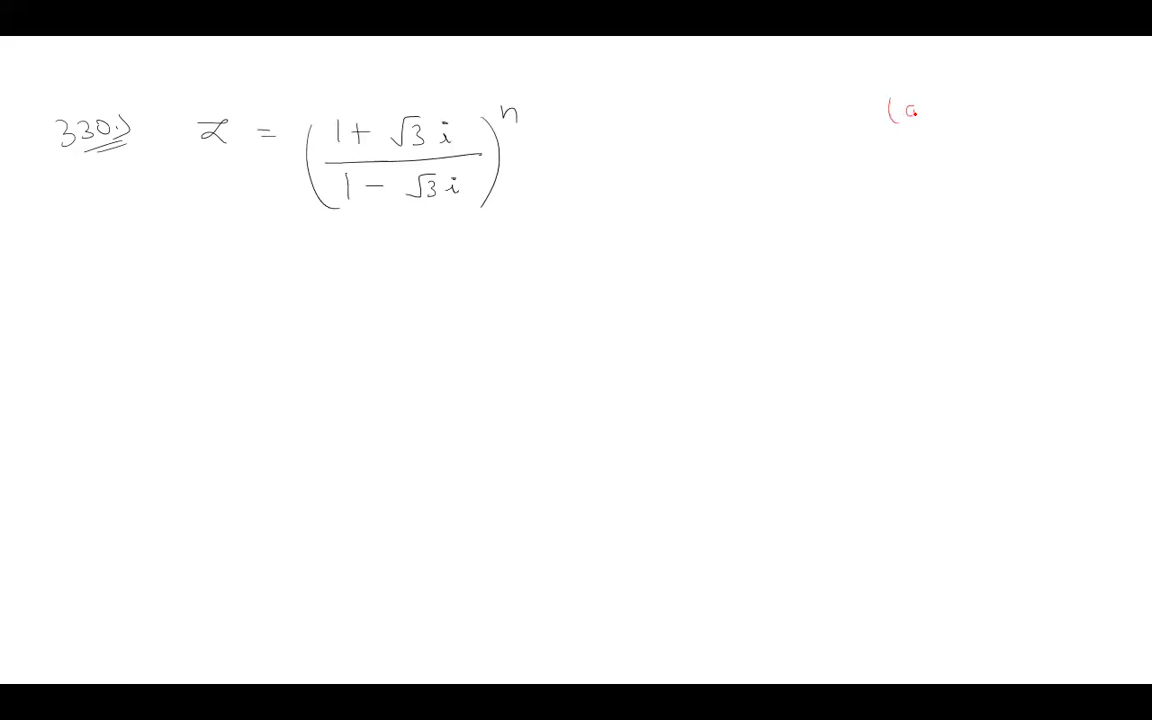 330.) z = ((1 + √3 i)/(1 - √3 i))^n
(a